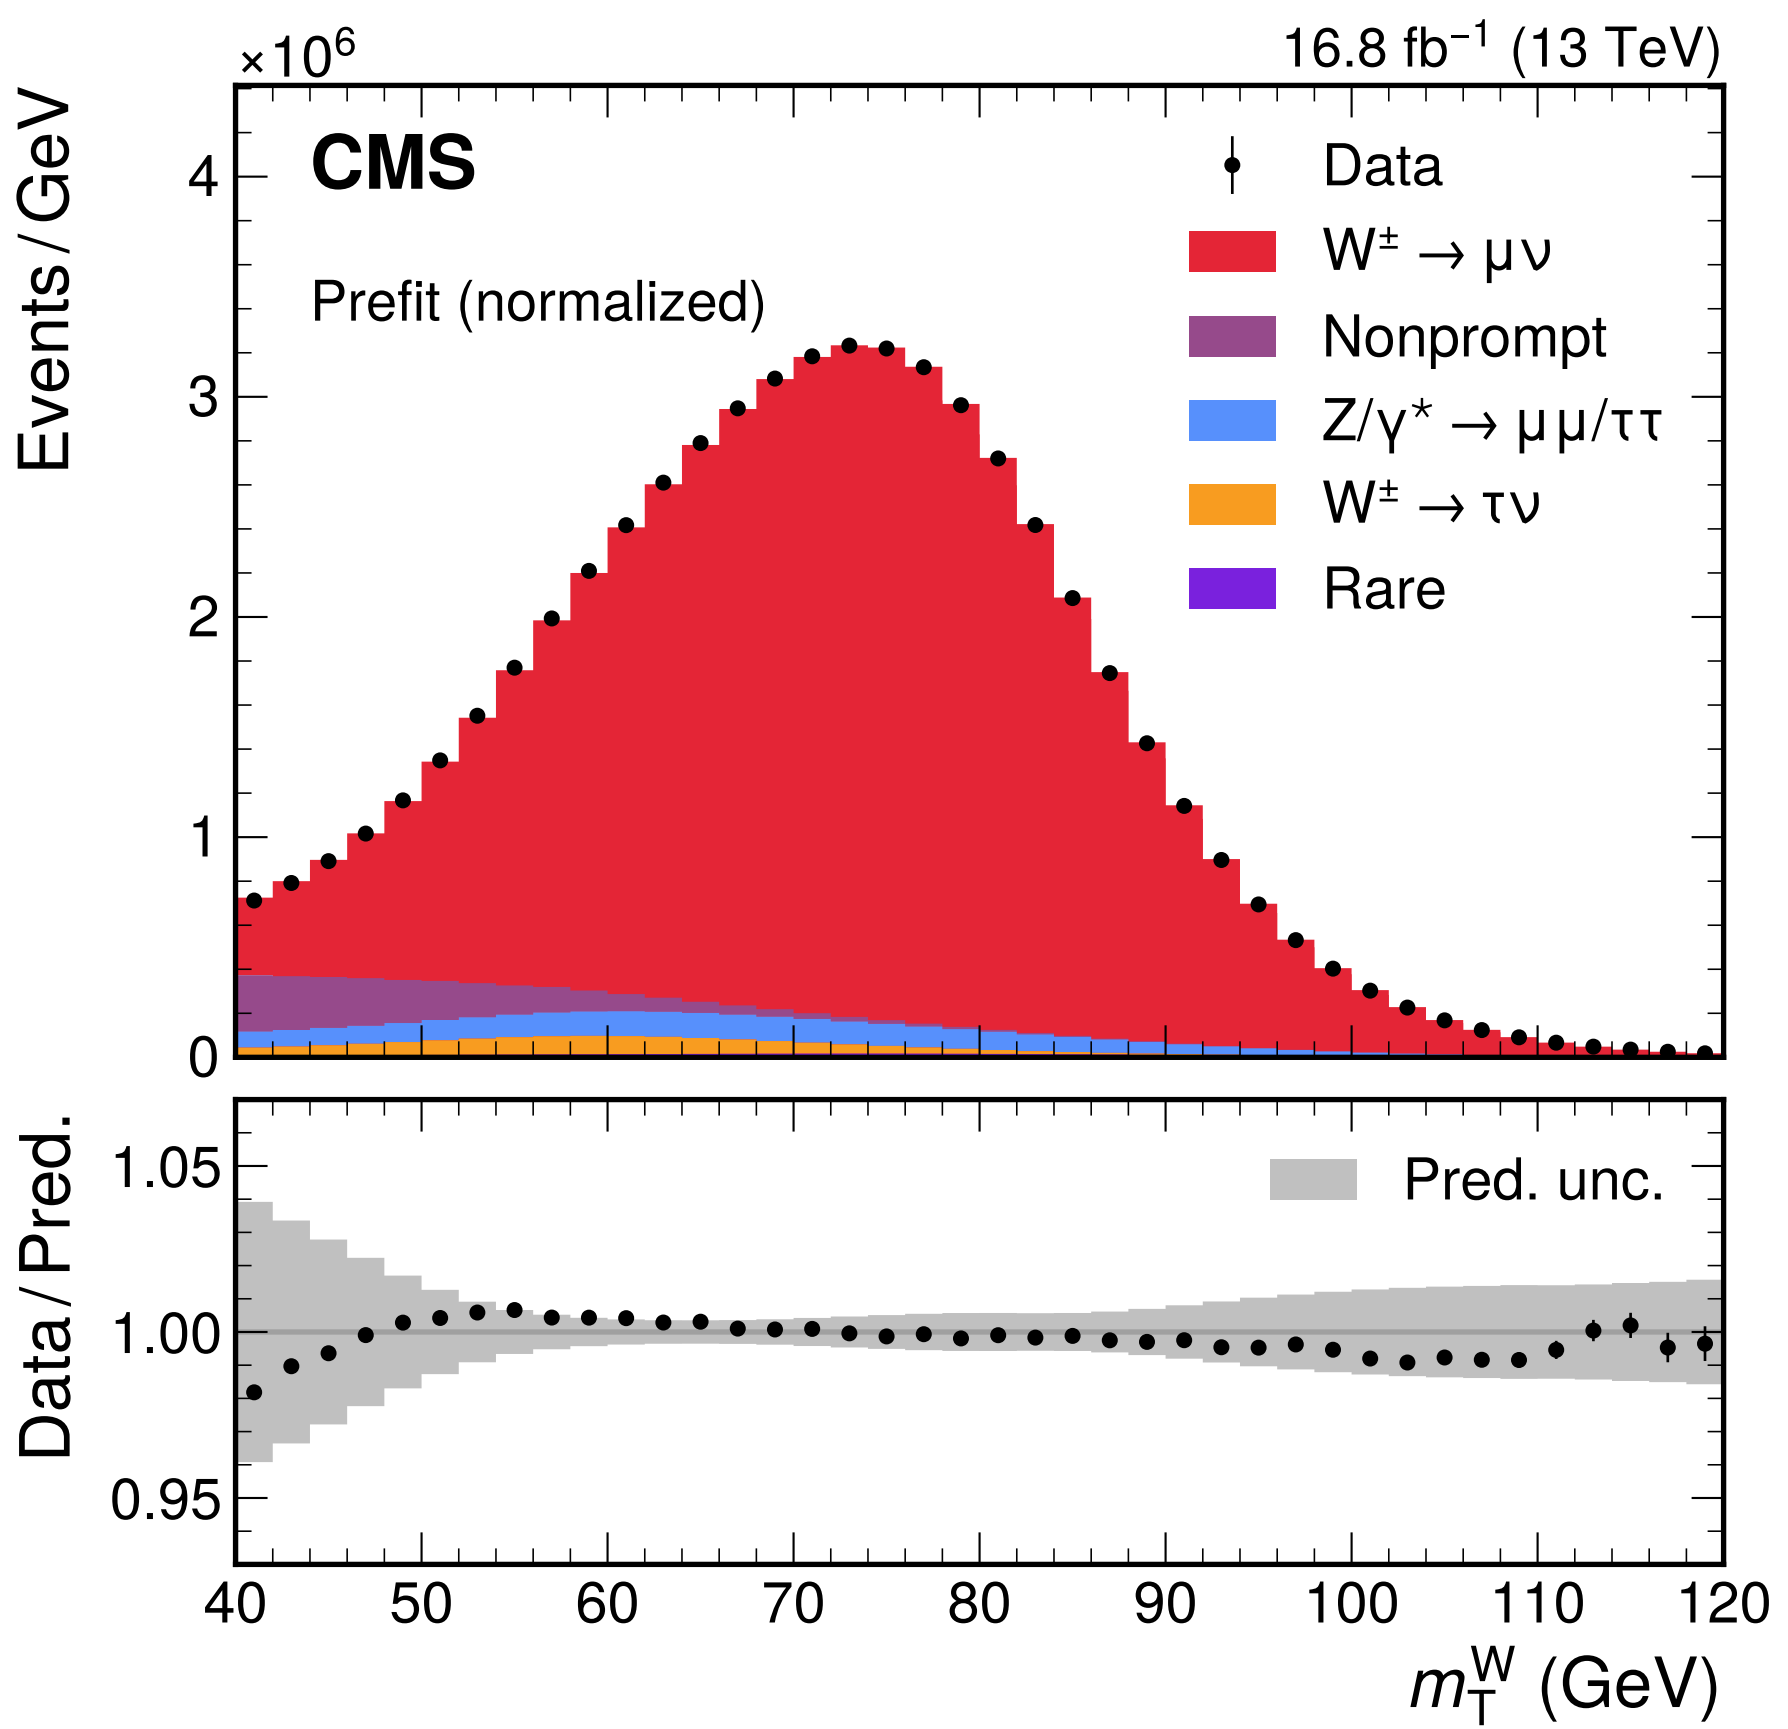 ×10⁶
16.8 fb⁻¹ (13 TeV)
Events / GeV
CMS
Prefit (normalized)
Data
W± → μν
Nonprompt
Z/γ* → μμ/ττ
W± → τν
Rare
4
3
2
1
0
Data / Pred.
Pred. unc.
1.05
1.00
0.95
40 50 60 70 80 90 100 110 120
m_T^W (GeV)